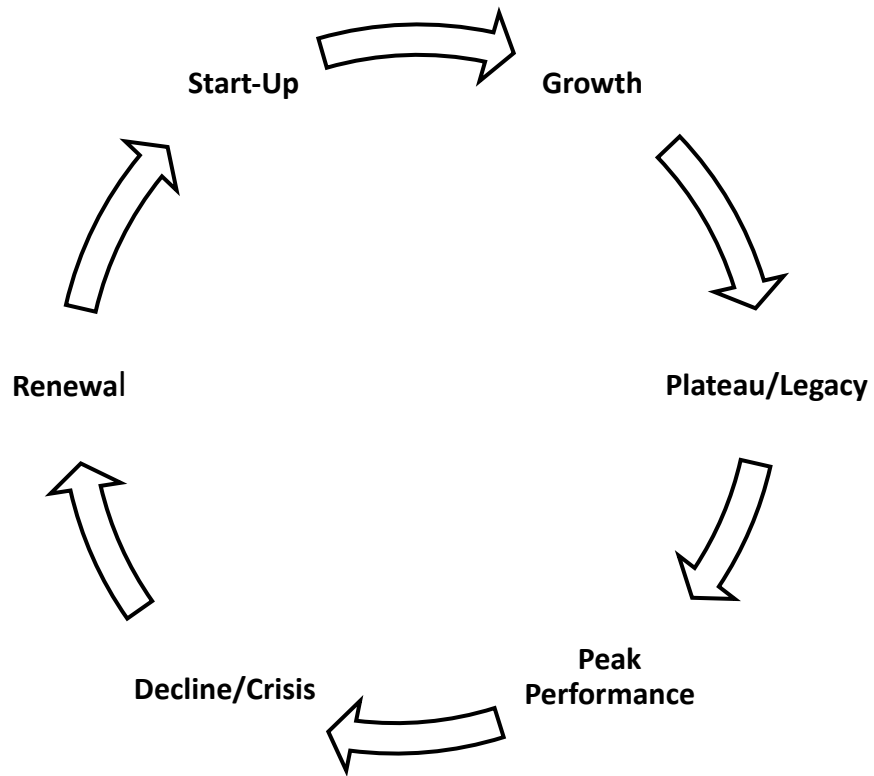 Start-Up
Growth
Plateau/Legacy
Peak
Performance
Decline/Crisis
Renewal